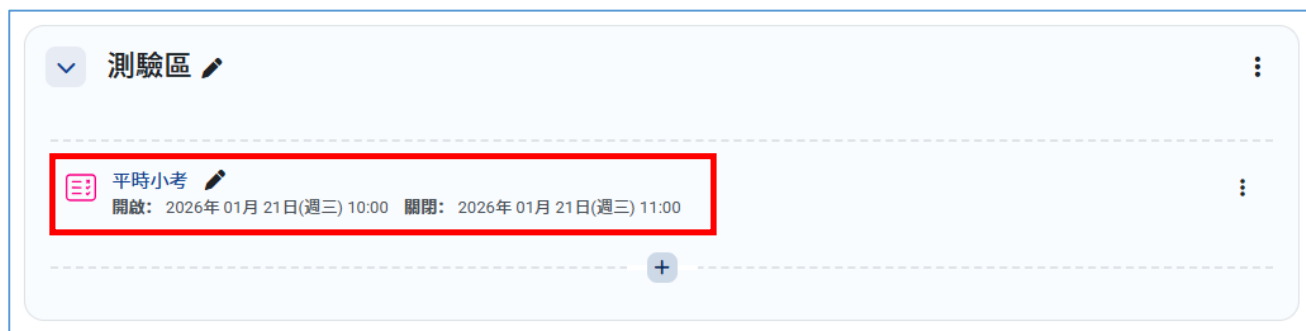 測驗區
平時小考
開啟： 2026年 01月 21日(週三) 10:00 關閉： 2026年 01月 21日(週三) 11:00